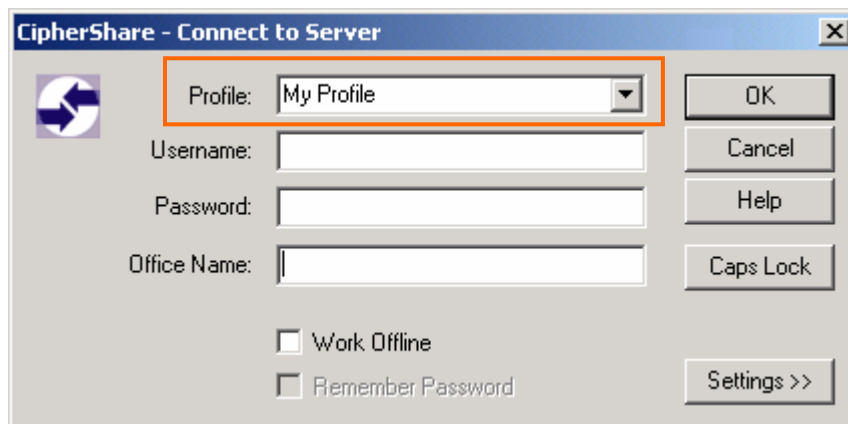 CipherShare - Connect to Server
Profile: My Profile OK
Username: Cancel
Password: Help
Office Name: Caps Lock
Work Offline
Remember Password Settings >>